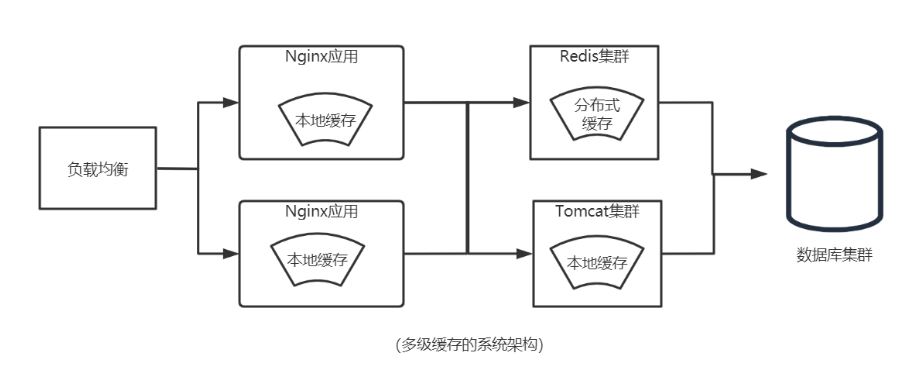 负载均衡
Nginx应用
本地缓存
Nginx应用
本地缓存
Redis集群
分布式
缓存
Tomcat集群
本地缓存
数据库集群
(多级缓存的系统架构)